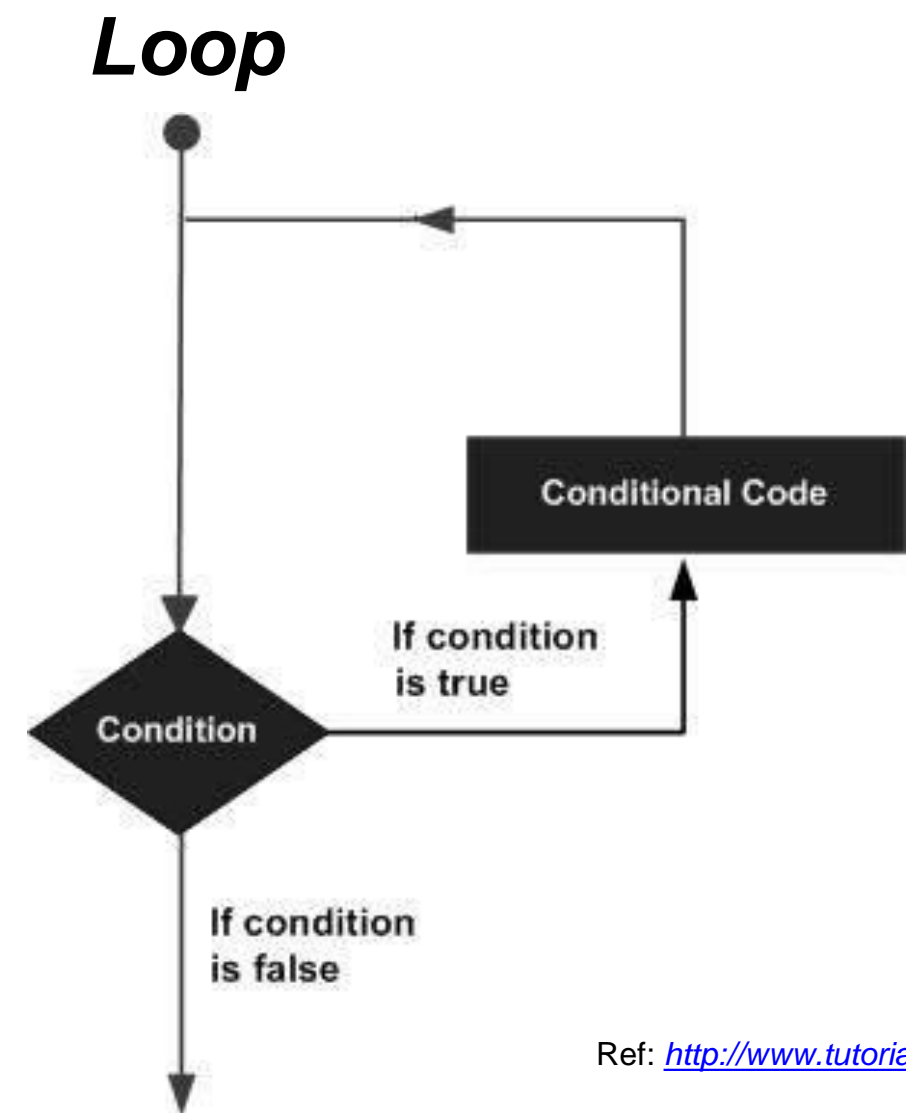 Loop
Conditional Code
If condition
is true
Condition
If condition
is false
Ref: http://www.tutoria